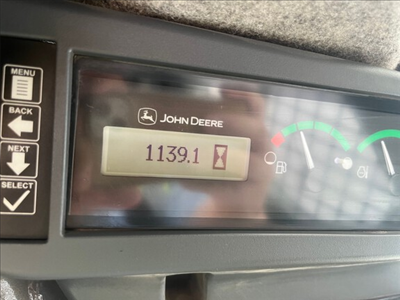 MENU
BACK
NEXT
SELECT
JOHN DEERE
1139.1